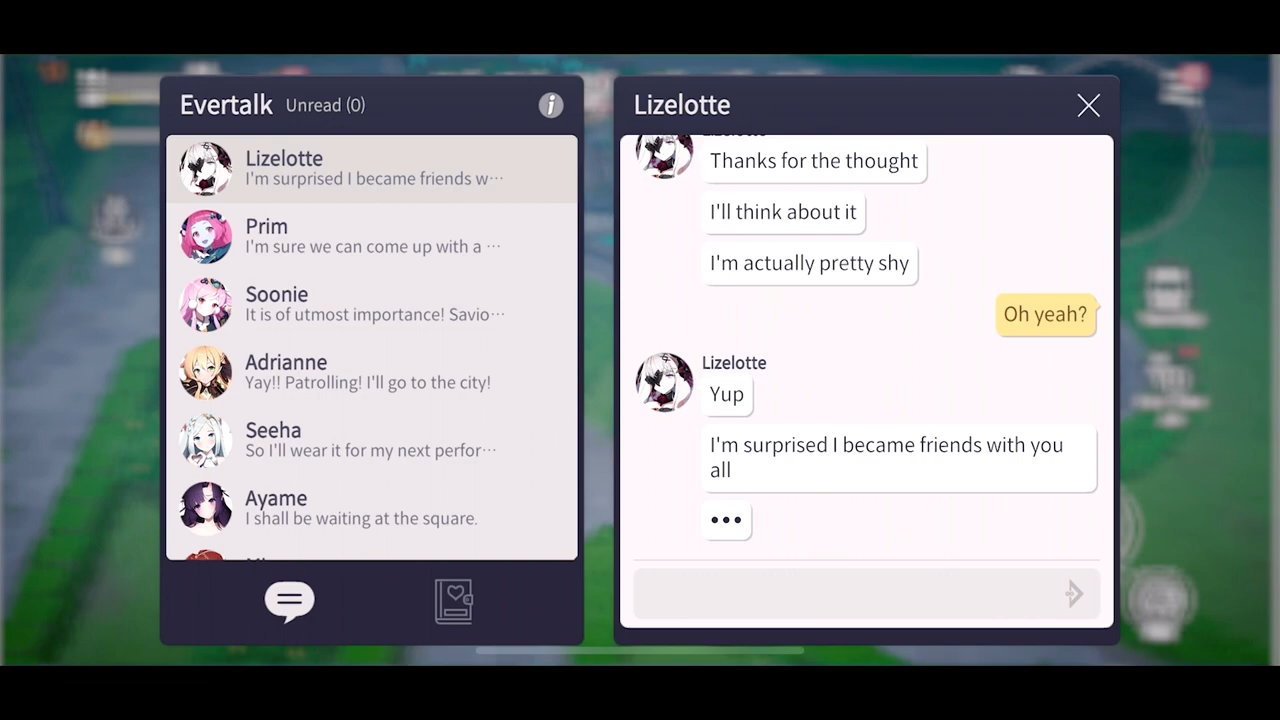 Evertalk Unread (0)
Lizelotte
I'm surprised I became friends w···
Prim
I'm sure we can come up with a ···
Soonie
It is of utmost importance! Savio···
Adrianne
Yay!! Patrolling! I'll go to the city!
Seeha
So I'll wear it for my next perfor···
Ayame
I shall be waiting at the square.
Lizelotte
Lizelotte
Thanks for the thought
I'll think about it
I'm actually pretty shy
Oh yeah?
Lizelotte
Yup
I'm surprised I became friends with you
all
•••